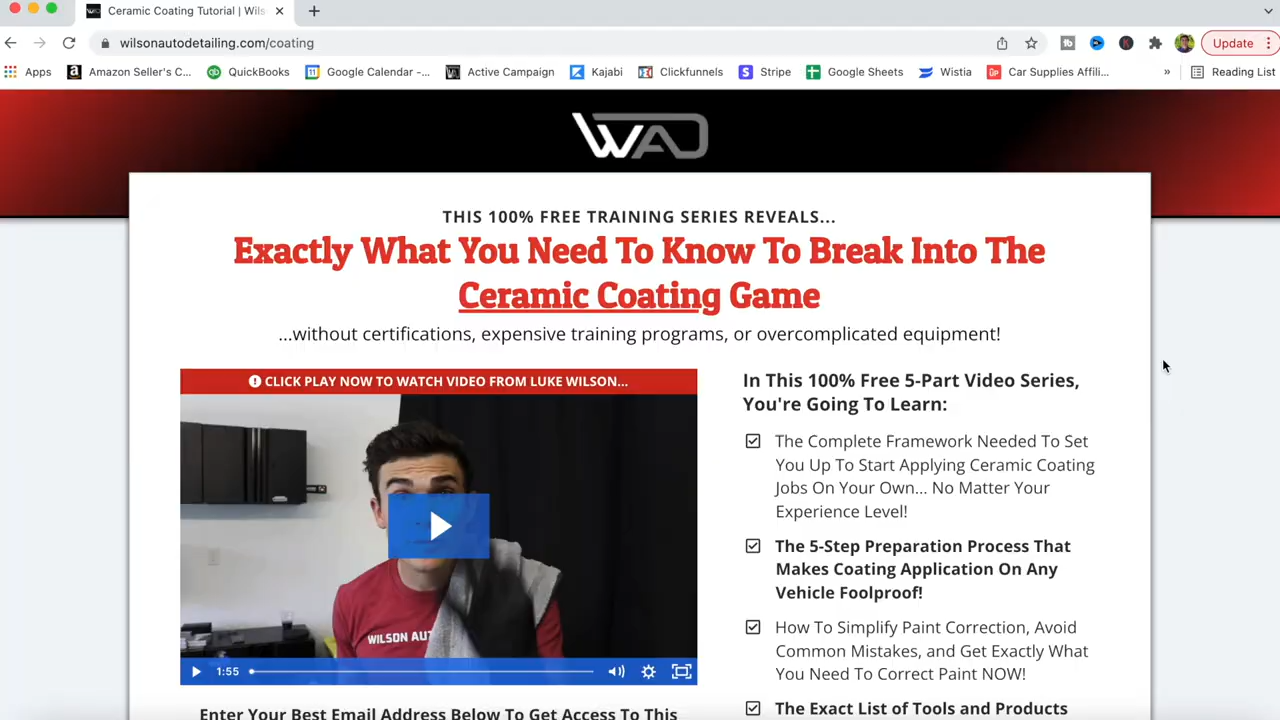 Ceramic Coating Tutorial | Wils
wilsonautodetailing.com/coating
Update
Apps
Amazon Seller's C...
QuickBooks
Google Calendar -...
Active Campaign
Kajabi
Clickfunnels
Stripe
Google Sheets
Wistia
Car Supplies Affili...
»
Reading List
WAD
THIS 100% FREE TRAINING SERIES REVEALS...
Exactly What You Need To Know To Break Into The
Ceramic Coating Game
...without certifications, expensive training programs, or overcomplicated equipment!
CLICK PLAY NOW TO WATCH VIDEO FROM LUKE WILSON...
WILSON AUT
1:55
Enter Your Best Email Address Below To Get Access To This
In This 100% Free 5-Part Video Series,
You're Going To Learn:
The Complete Framework Needed To Set
You Up To Start Applying Ceramic Coating
Jobs On Your Own... No Matter Your
Experience Level!
The 5-Step Preparation Process That
Makes Coating Application On Any
Vehicle Foolproof!
How To Simplify Paint Correction, Avoid
Common Mistakes, and Get Exactly What
You Need To Correct Paint NOW!
The Exact List of Tools and Products